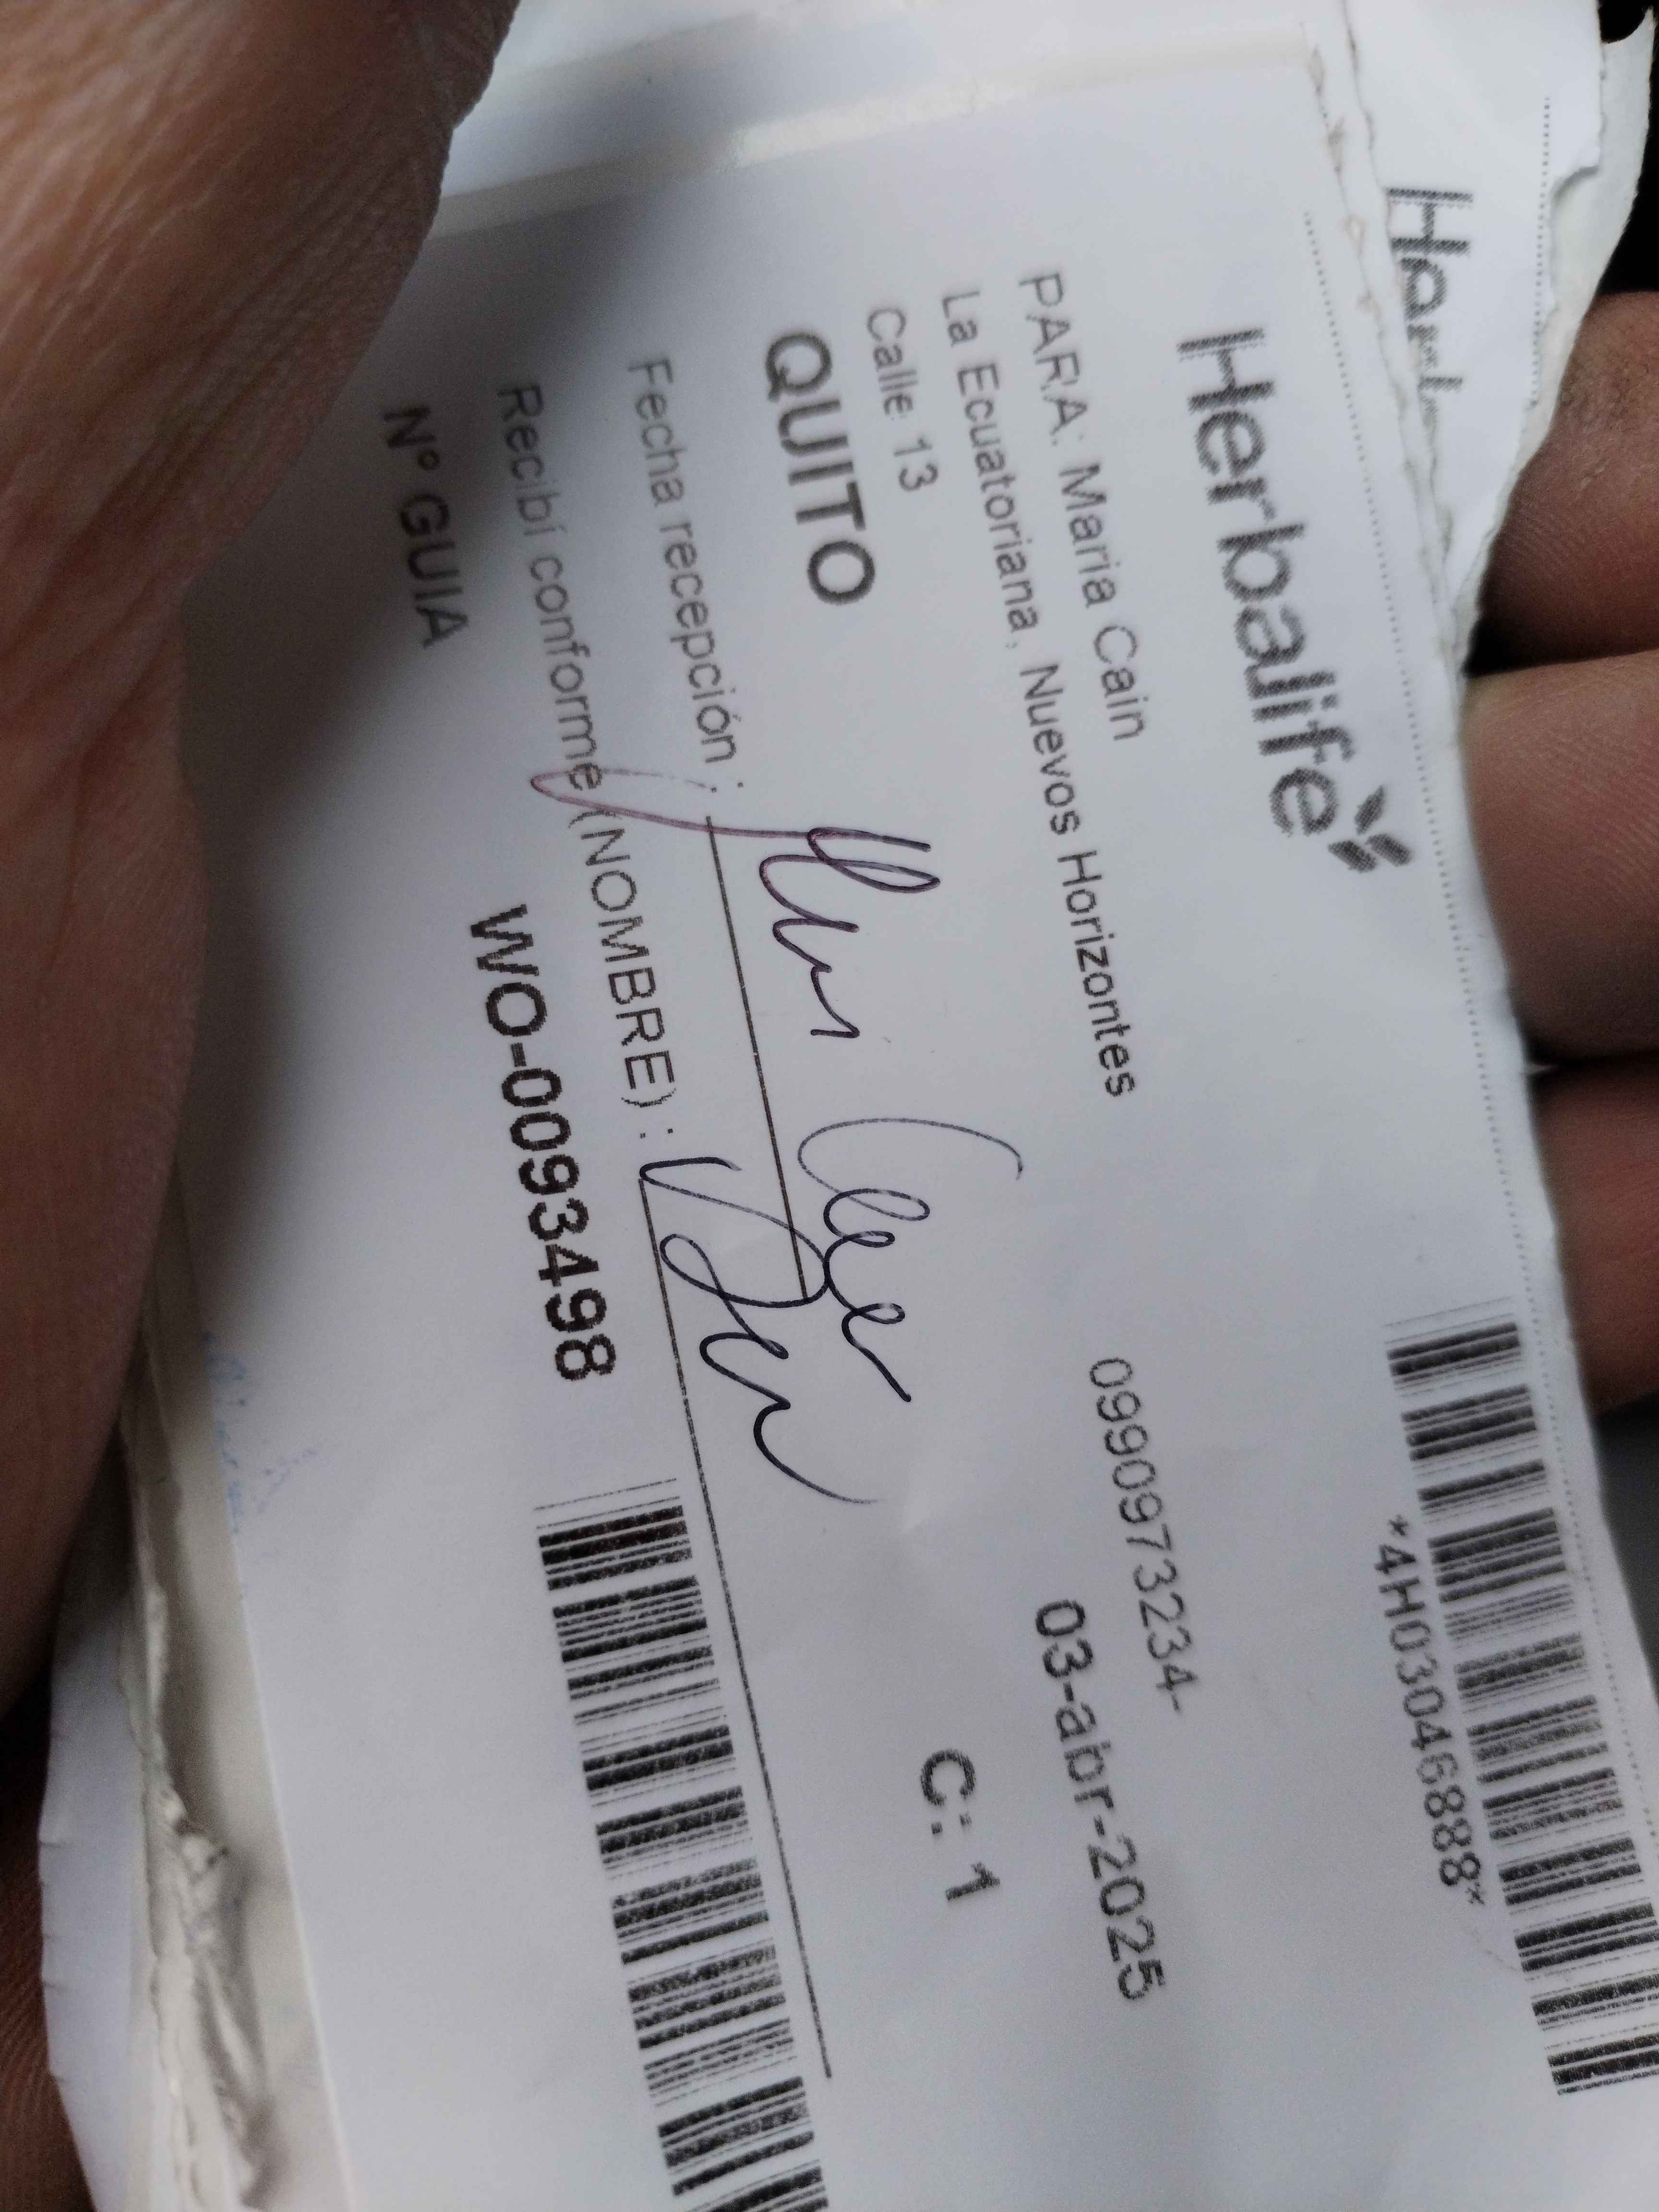 Herbalife
*4H03046888*
PARA: Maria Cain
0990973234-
La Ecuatoriana, Nuevos Horizontes
03-abr-2025
Calle 13
QUITO
C: 1
Fecha recepción :
Recibí conforme (NOMBRE) :
Nº GUIA
WO-0093498